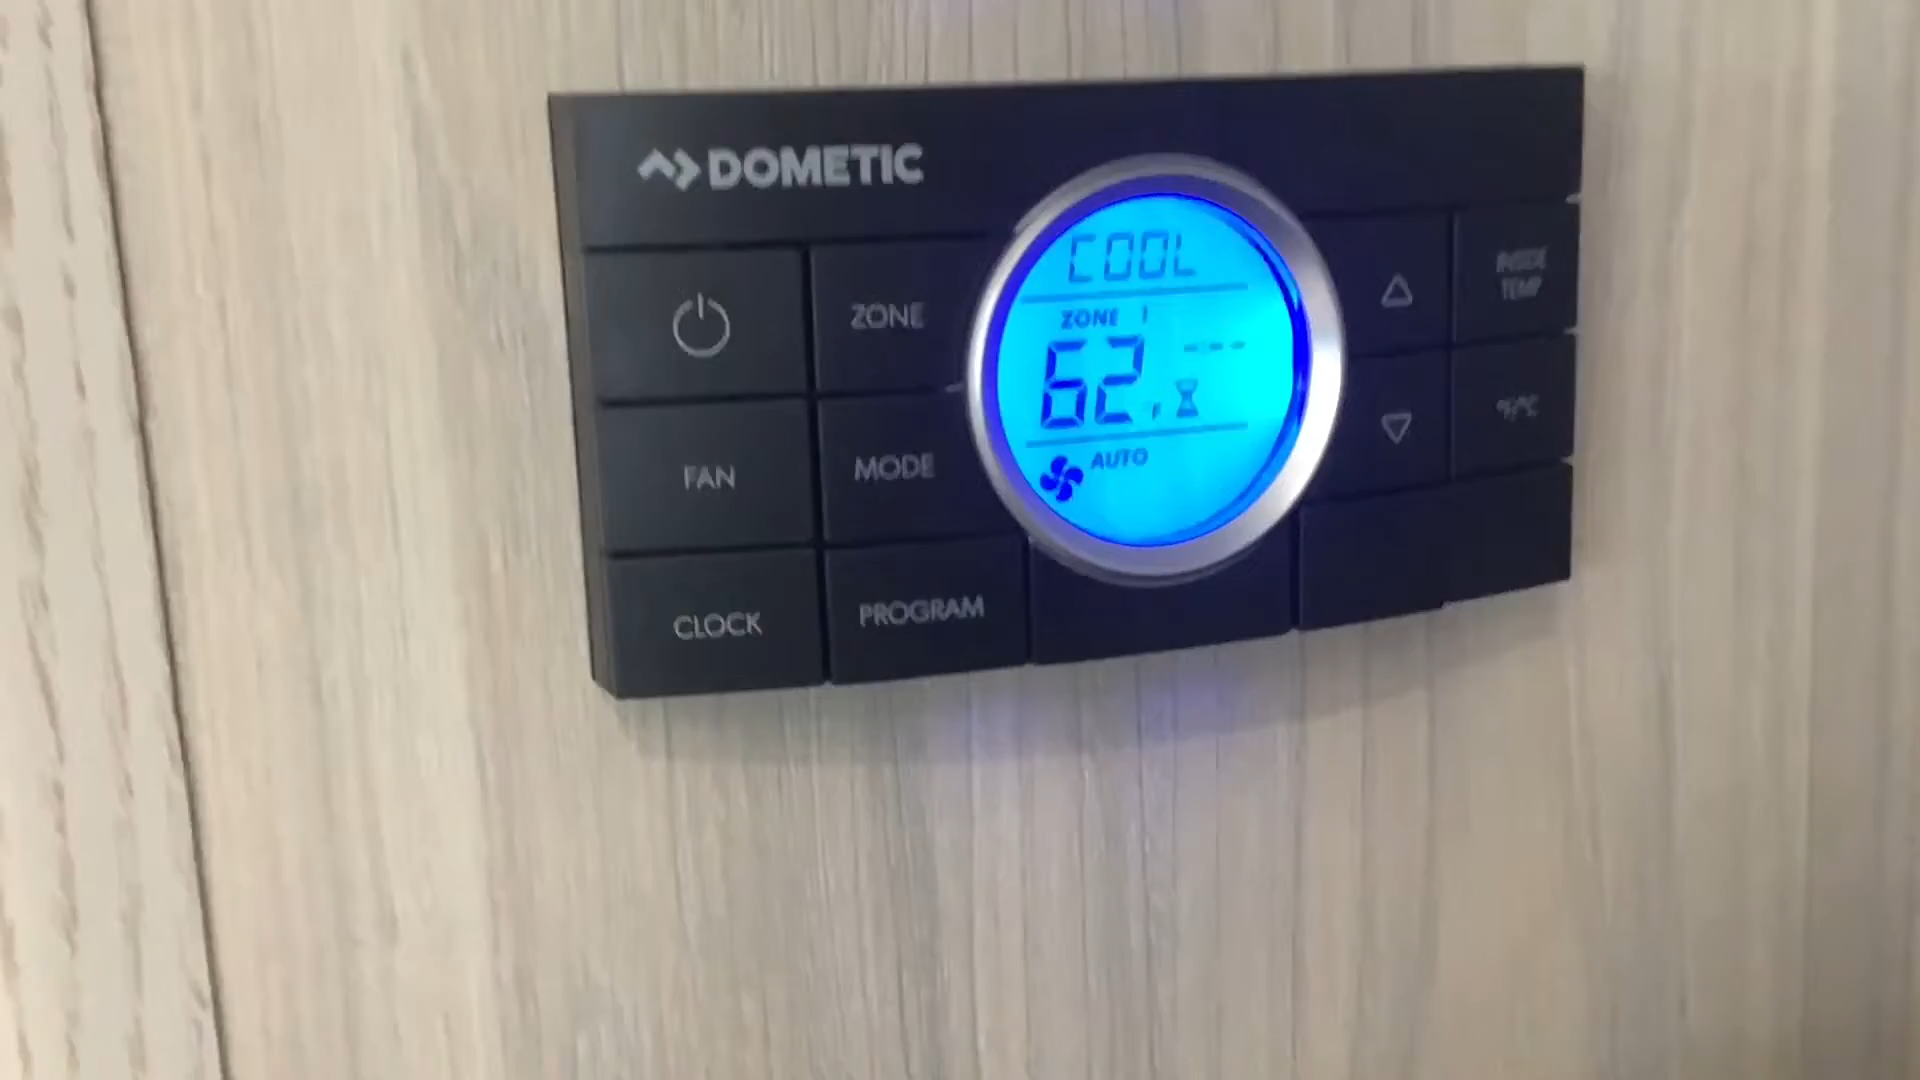 DOMETIC
COOL
ZONE
ZONE 1
INSIDE
TEMP
62
FAN
MODE
AUTO
°F/°C
CLOCK
PROGRAM